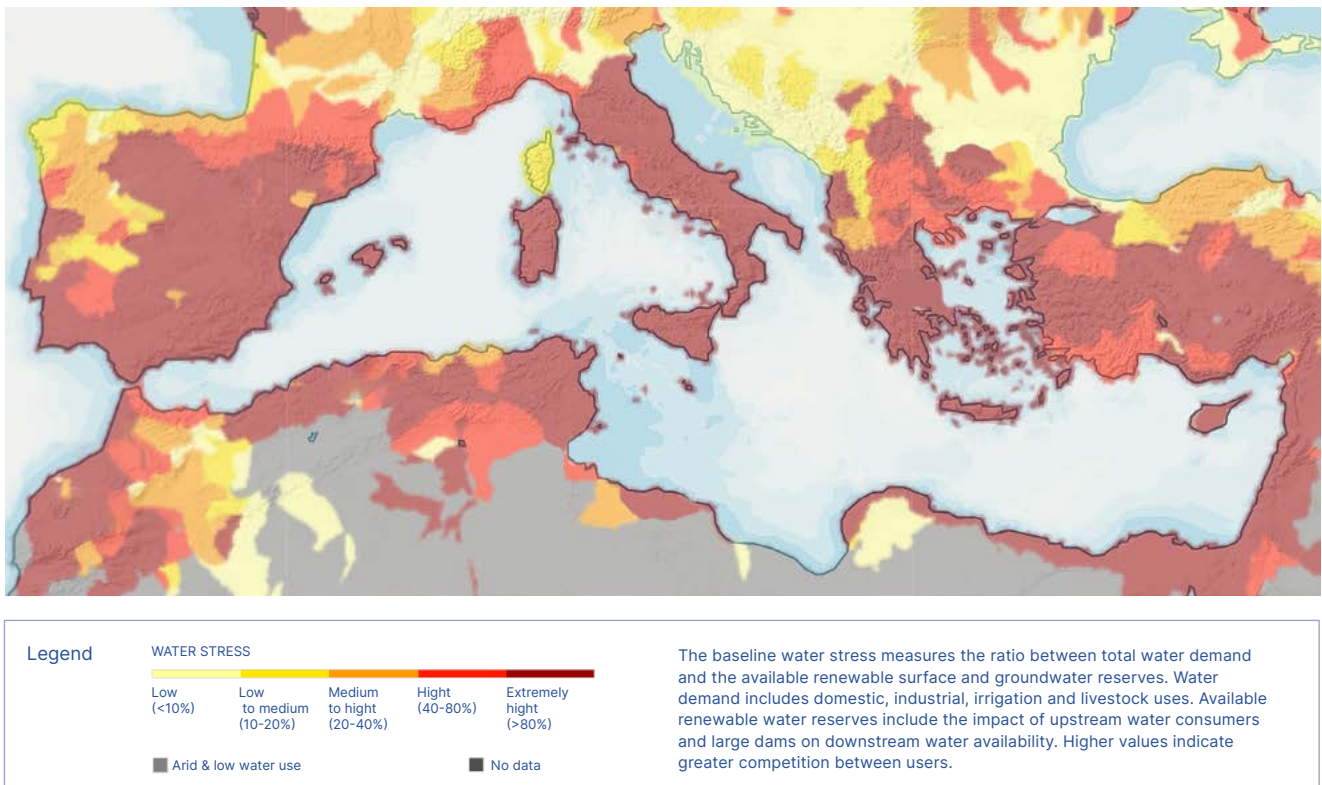 Legend
WATER STRESS
Low
(<10%)
Low
to medium
(10-20%)
Medium
to hight
(20-40%)
Hight
(40-80%)
Extremely
hight
(>80%)
Arid & low water use
No data
The baseline water stress measures the ratio between total water demand
and the available renewable surface and groundwater reserves. Water
demand includes domestic, industrial, irrigation and livestock uses. Available
renewable water reserves include the impact of upstream water consumers
and large dams on downstream water availability. Higher values indicate
greater competition between users.